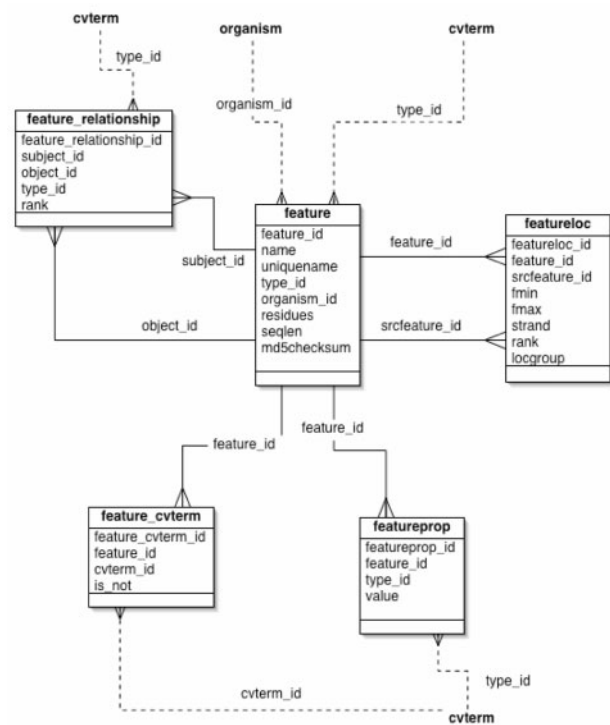 cvterm
organism
cvterm
type_id
organism_id
type_id
feature_relationship
feature_relationship_id
subject_id
object_id
type_id
rank
feature
feature_id
name
uniquename
type_id
organism_id
residues
seqlen
md5checksum
featureloc
featureloc_id
feature_id
srcfeature_id
fmin
fmax
strand
rank
locgroup
subject_id
feature_id
object_id
srcfeature_id
feature_id
feature_id
feature_cvterm
feature_cvterm_id
feature_id
cvterm_id
is_not
featureprop
featureprop_id
feature_id
type_id
value
cvterm_id
type_id
cvterm